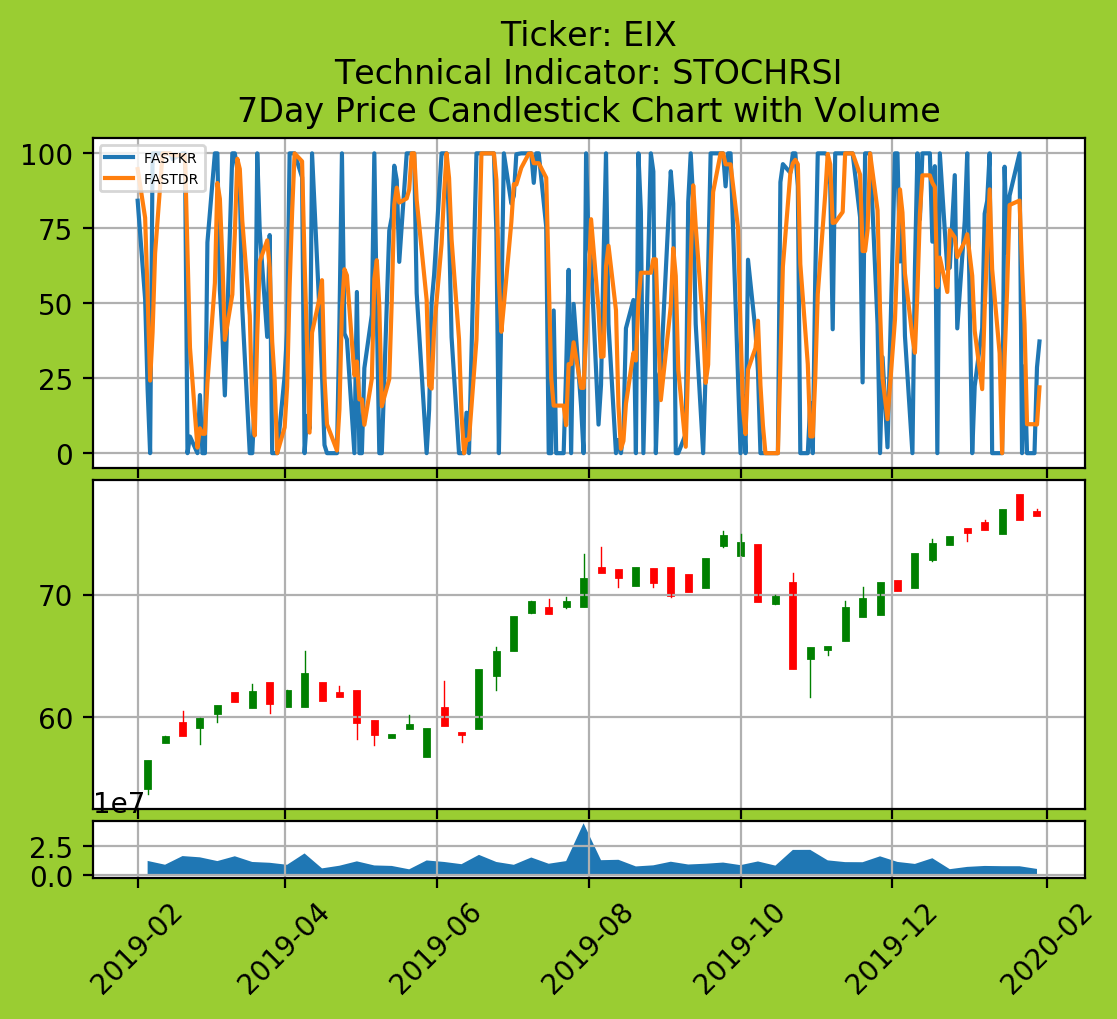 Ticker: EIX
Technical Indicator: STOCHRSI
7Day Price Candlestick Chart with Volume
FASTKR
FASTDR
100
75
50
25
0
70
60
1e7
2.5
0.0
2019-02
2019-04
2019-06
2019-08
2019-10
2019-12
2020-02